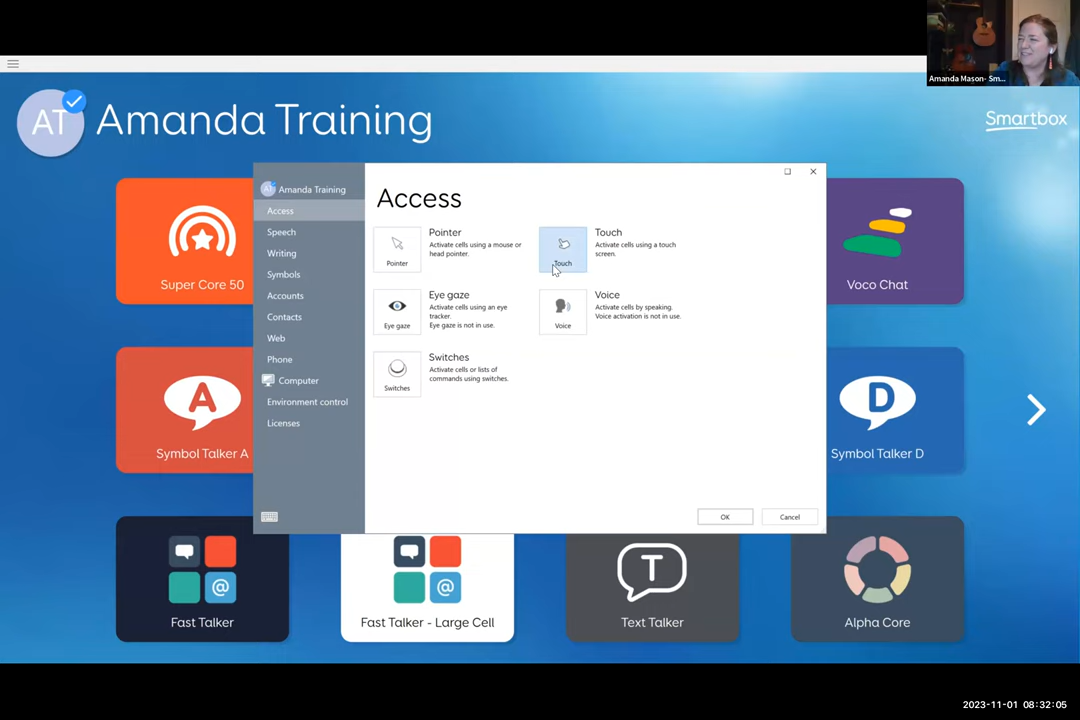 Amanda Mason- Sm...
AT
Amanda Training
Smartbox
Super Core 50
Voco Chat
A
Symbol Talker A
D
Symbol Talker D
@
Fast Talker
@
Fast Talker - Large Cell
T
Text Talker
Alpha Core
AT
Amanda Training
Access
Speech
Writing
Symbols
Accounts
Contacts
Web
Phone
Computer
Environment control
Licenses
Access
Pointer
Pointer
Activate cells using a mouse or
head pointer.
Touch
Touch
Activate cells using a touch
screen.
Eye gaze
Eye gaze
Activate cells using an eye
tracker.
Eye gaze is not in use.
Voice
Voice
Activate cells by speaking.
Voice activation is not in use.
Switches
Switches
Activate cells or lists of
commands using switches.
OK
Cancel
2023-11-01 08:32:05